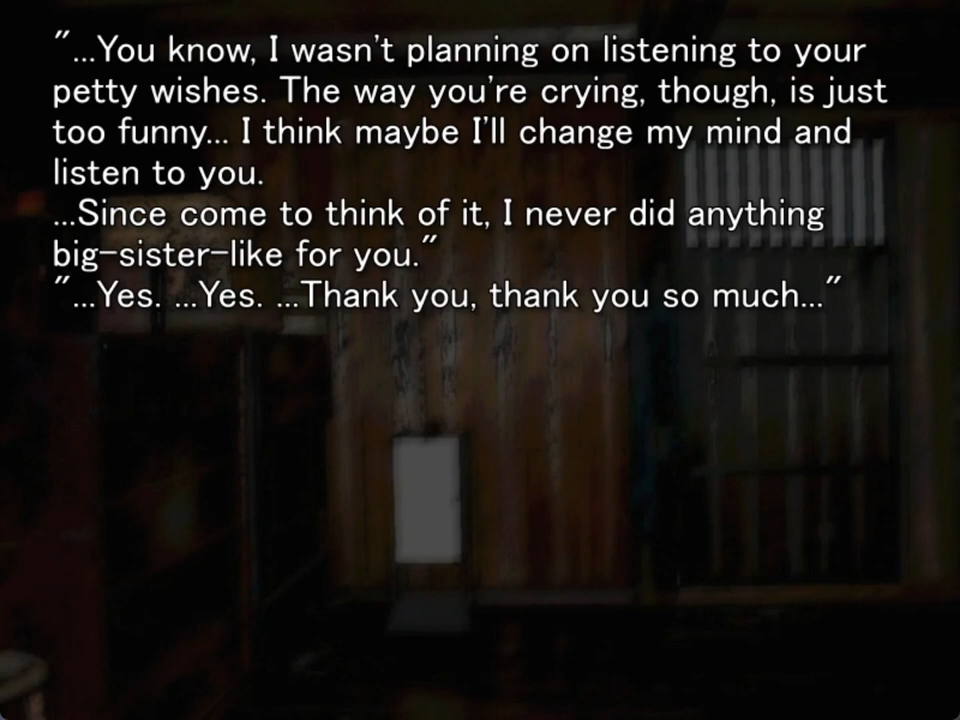 "...You know, I wasn't planning on listening to your
petty wishes. The way you're crying, though, is just
too funny... I think maybe I'll change my mind and
listen to you.
...Since come to think of it, I never did anything
big-sister-like for you."
"...Yes. ...Yes. ...Thank you, thank you so much..."